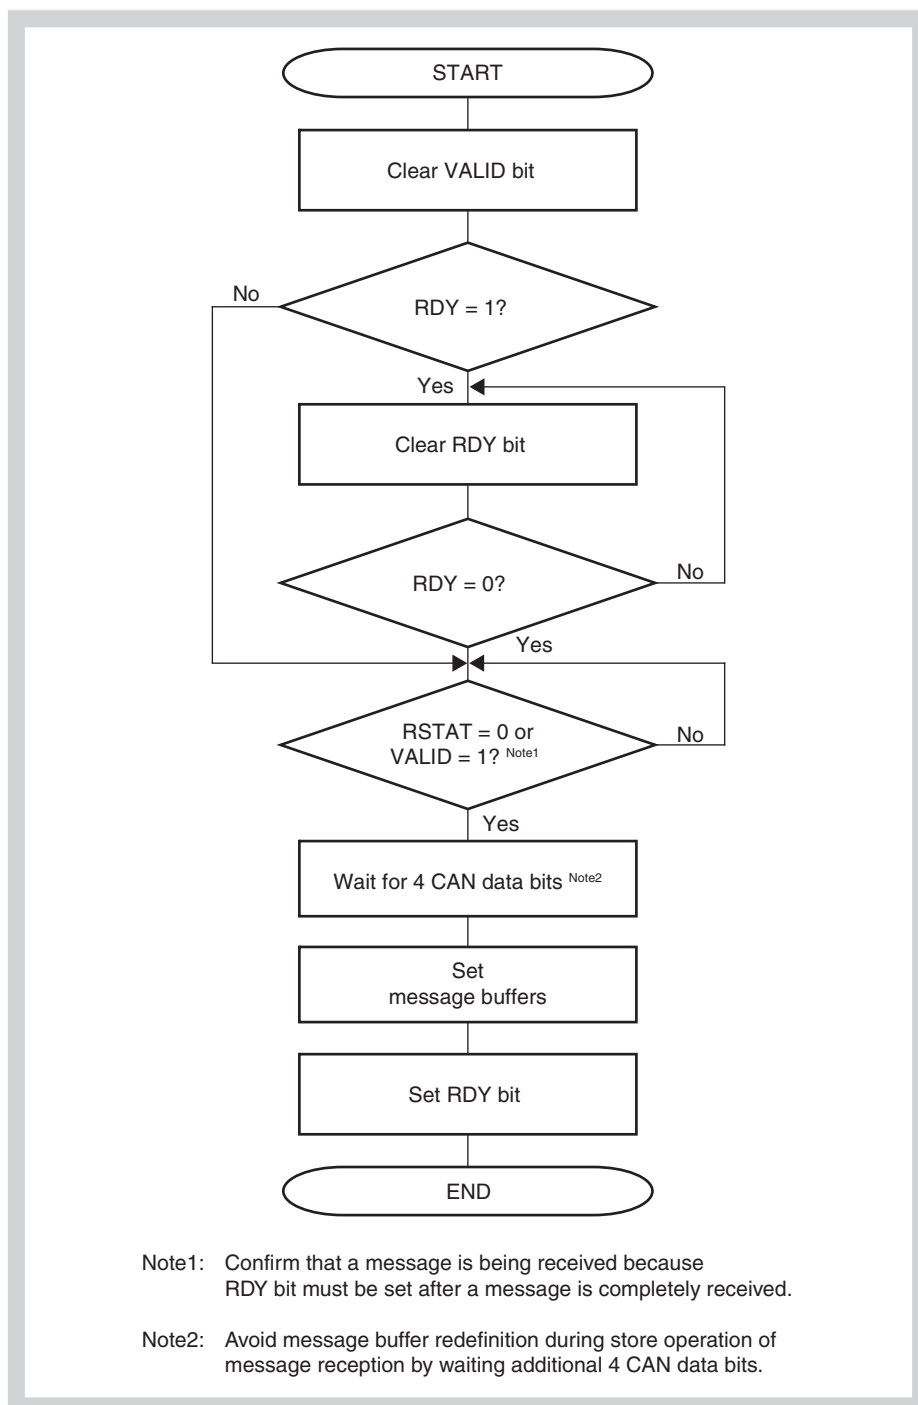 START
Clear VALID bit
RDY = 1?
No
Yes
Clear RDY bit
RDY = 0?
No
Yes
RSTAT = 0 or
VALID = 1? Note1
No
Yes
Wait for 4 CAN data bits Note2
Set
message buffers
Set RDY bit
END
Note1: Confirm that a message is being received because
RDY bit must be set after a message is completely received.
Note2: Avoid message buffer redefinition during store operation of
message reception by waiting additional 4 CAN data bits.